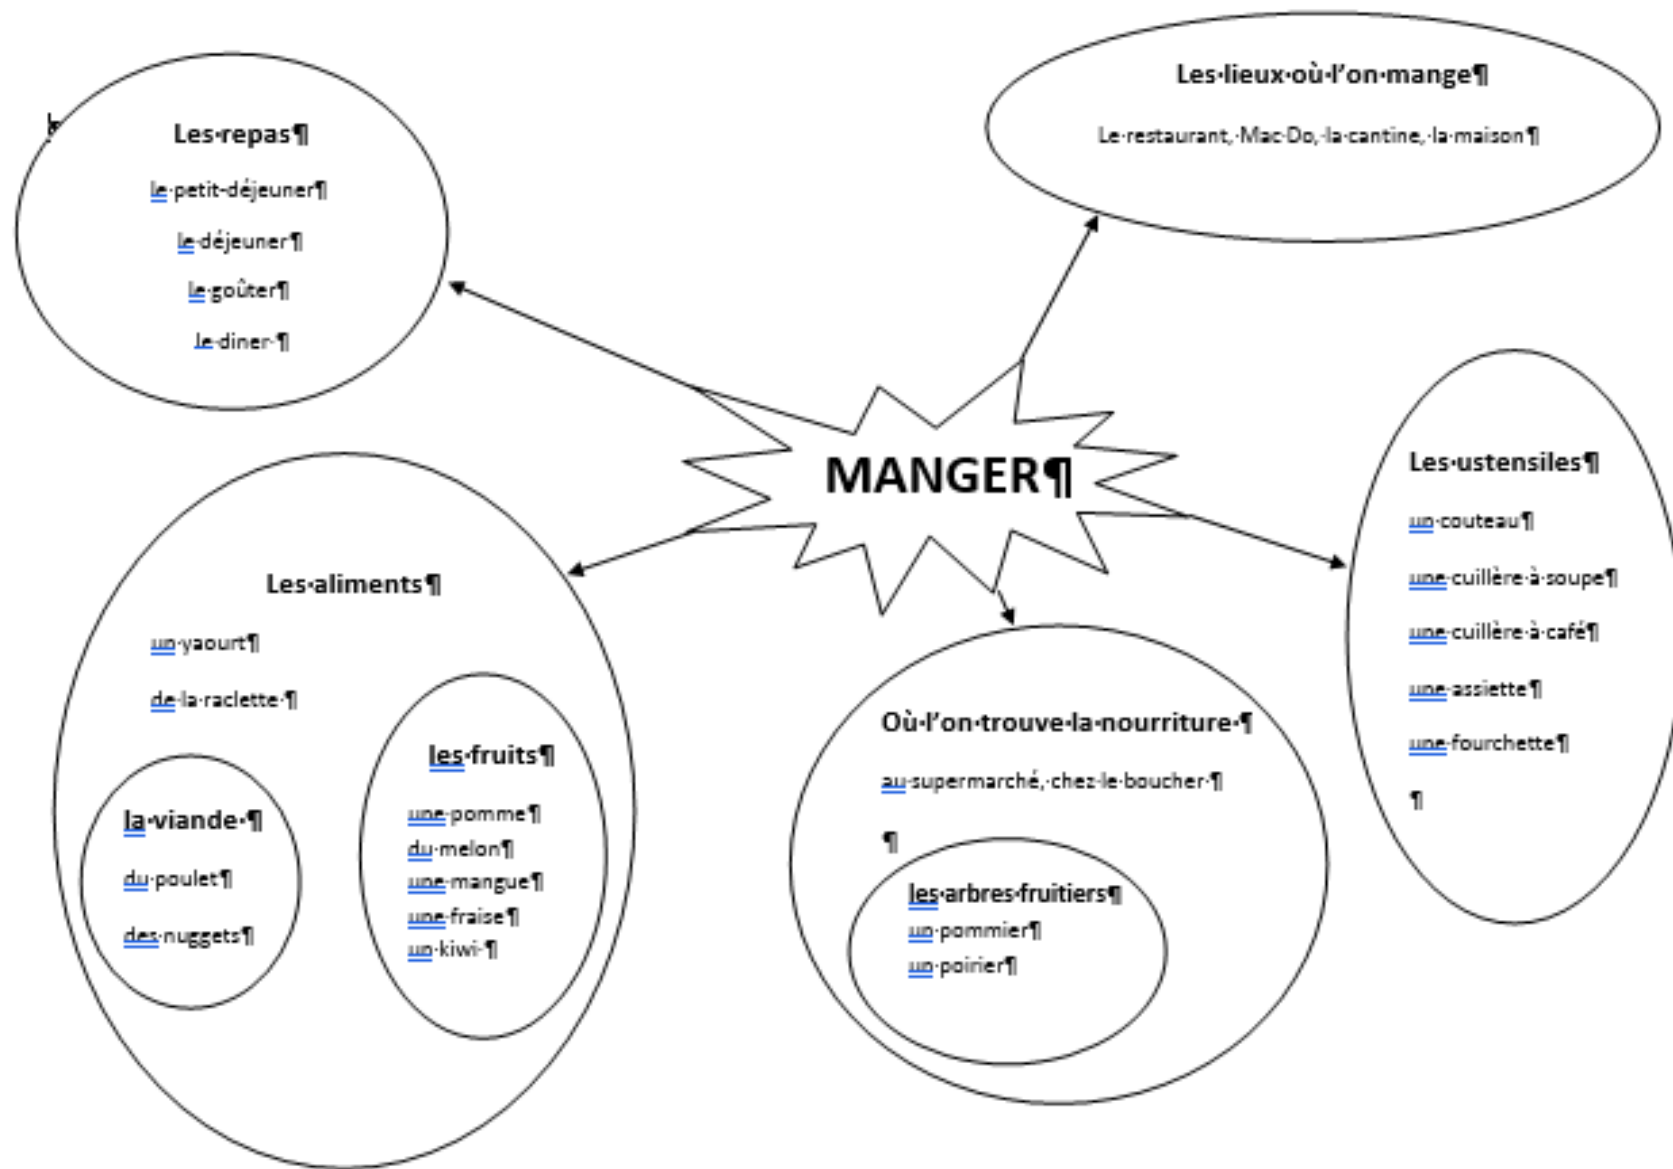 Les·repas¶
le·petit-déjeuner¶
le·déjeuner¶
le·goûter¶
le·diner·¶
Les·lieux·où·l'on·mange¶
Le·restaurant,·Mac·Do,·la·cantine,·la·maison¶
MANGER¶
Les·ustensiles¶
un·couteau¶
une·cuillère·à·soupe¶
une·cuillère·à·café¶
une·assiette¶
une·fourchette¶
¶
Les·aliments¶
un·yaourt¶
de·la·raclette·¶
la·viande·¶
du·poulet¶
des·nuggets¶
les·fruits¶
une·pomme¶
du·melon¶
une·mangue¶
une·fraise¶
un·kiwi·¶
Où·l'on·trouve·la·nourriture·¶
au·supermarché,·chez·le·boucher·¶
¶
les·arbres·fruitiers¶
un·pommier¶
un·poirier¶